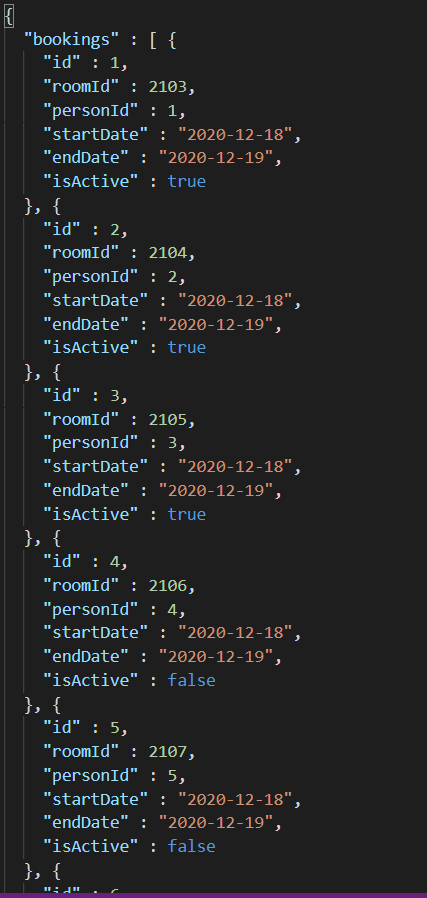 {
  "bookings" : [ {
    "id" : 1,
    "roomId" : 2103,
    "personId" : 1,
    "startDate" : "2020-12-18",
    "endDate" : "2020-12-19",
    "isActive" : true
  }, {
    "id" : 2,
    "roomId" : 2104,
    "personId" : 2,
    "startDate" : "2020-12-18",
    "endDate" : "2020-12-19",
    "isActive" : true
  }, {
    "id" : 3,
    "roomId" : 2105,
    "personId" : 3,
    "startDate" : "2020-12-18",
    "endDate" : "2020-12-19",
    "isActive" : true
  }, {
    "id" : 4,
    "roomId" : 2106,
    "personId" : 4,
    "startDate" : "2020-12-18",
    "endDate" : "2020-12-19",
    "isActive" : false
  }, {
    "id" : 5,
    "roomId" : 2107,
    "personId" : 5,
    "startDate" : "2020-12-18",
    "endDate" : "2020-12-19",
    "isActive" : false
  }, {
    "id" :